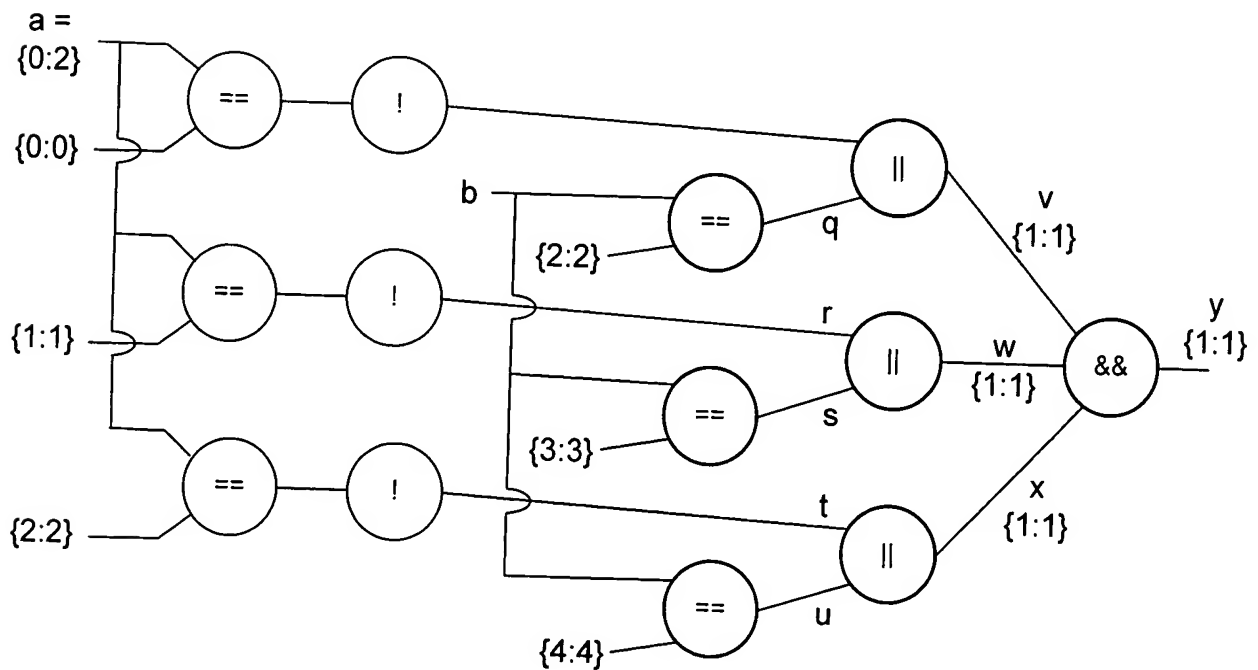 a =
{0:2}
==
!
{0:0}
||
b
==
q
{2:2}
v
{1:1}
==
!
{1:1}
r
||
w
{1:1}
&&
y
{1:1}
==
s
{3:3}
==
!
{2:2}
t
||
x
{1:1}
==
u
{4:4}